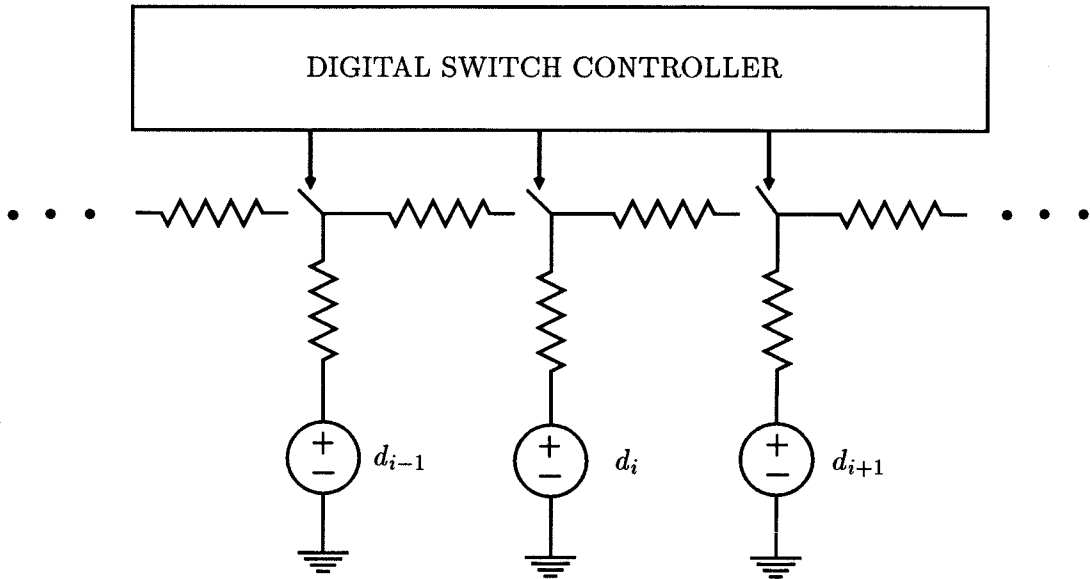 DIGITAL SWITCH CONTROLLER
+
−
d_{i−1}
+
−
d_i
+
−
d_{i+1}